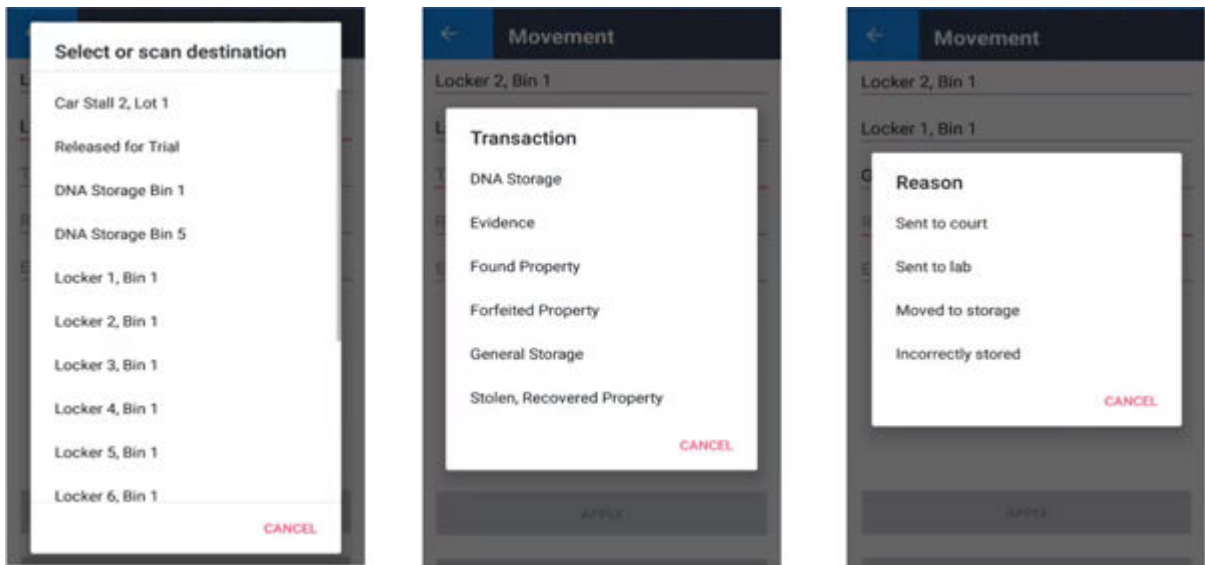 Select or scan destination
Car Stall 2, Lot 1
Released for Trial
DNA Storage Bin 1
DNA Storage Bin 5
Locker 1, Bin 1
Locker 2, Bin 1
Locker 3, Bin 1
Locker 4, Bin 1
Locker 5, Bin 1
Locker 6, Bin 1
CANCEL
Movement
Locker 2, Bin 1
Transaction
DNA Storage
Evidence
Found Property
Forfeited Property
General Storage
Stolen, Recovered Property
CANCEL
APPLY
Movement
Locker 2, Bin 1
Locker 1, Bin 1
Reason
Sent to court
Sent to lab
Moved to storage
Incorrectly stored
CANCEL
APPLY